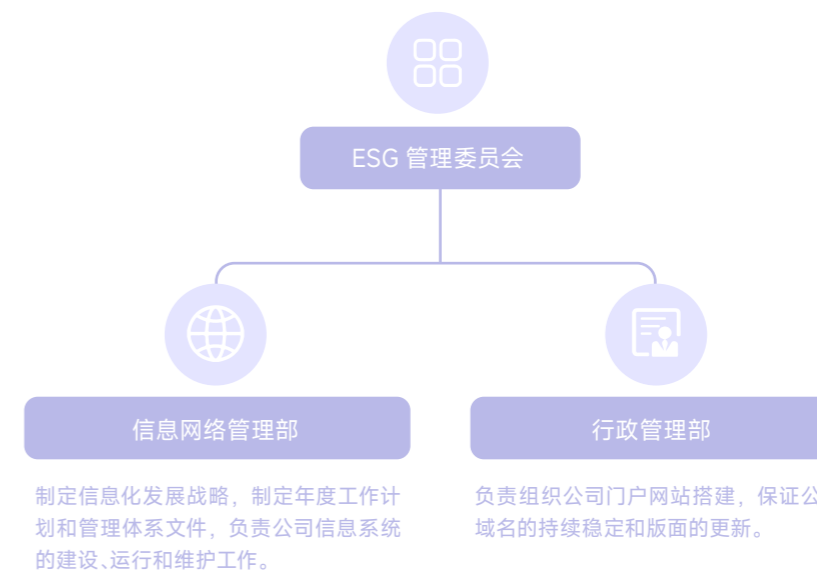 ESG 管理委员会
信息网络管理部
制定信息化发展战略，制定年度工作计
划和管理体系文件，负责公司信息系统
的建设、运行和维护工作。
行政管理部
负责组织公司门户网站搭建，保证公
域名的持续稳定和版面的更新。